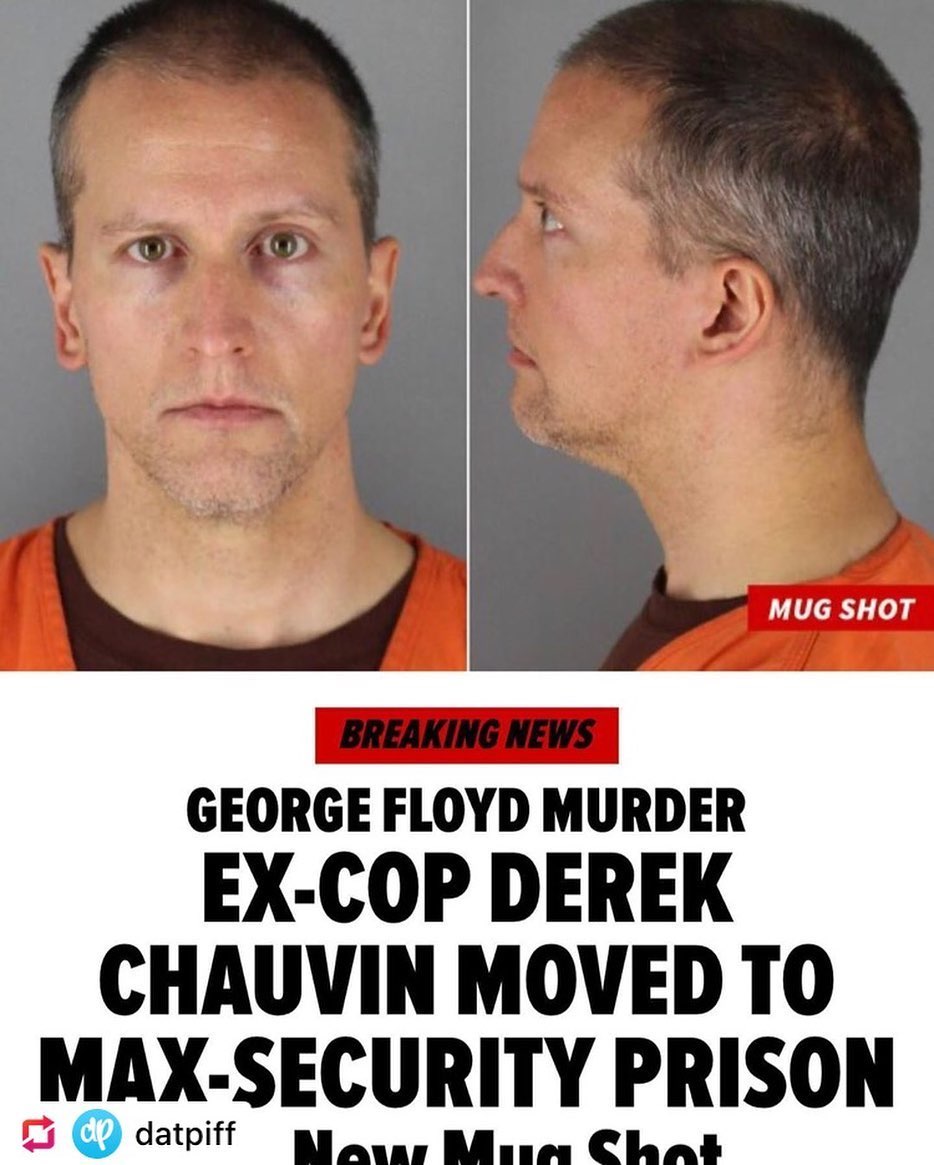 MUG SHOT
BREAKING NEWS
GEORGE FLOYD MURDER
EX-COP DEREK
CHAUVIN MOVED TO
MAX-SECURITY PRISON
dp datpiff
New Mug Shot